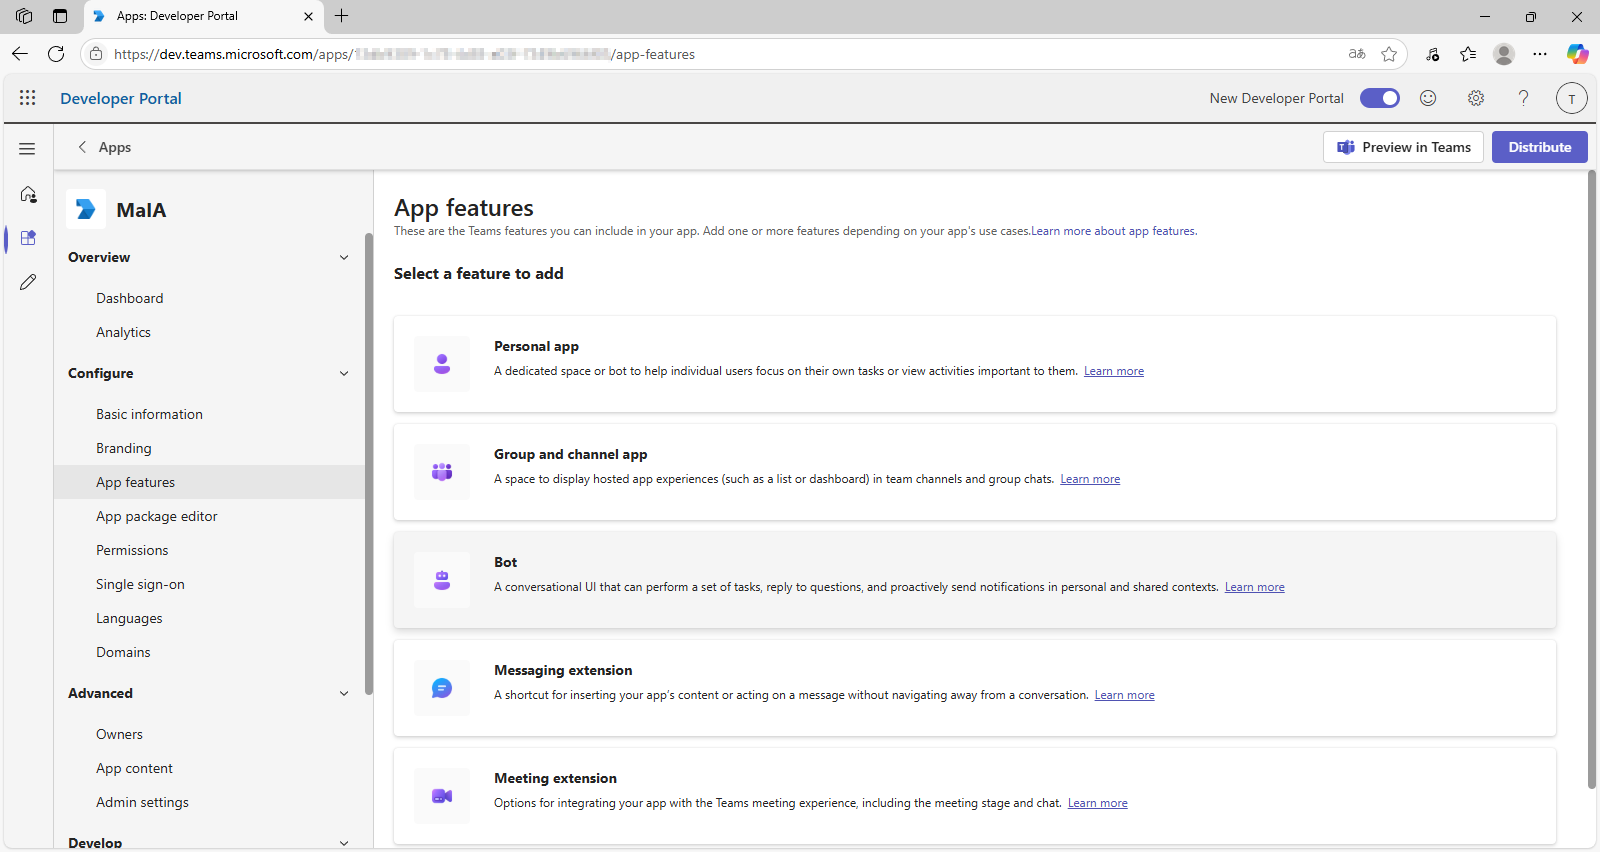 Apps: Developer Portal
https://dev.teams.microsoft.com/apps/ /app-features
Developer Portal
New Developer Portal
T
Apps
Preview in Teams
Distribute
MaIA
Overview
Dashboard
Analytics
Configure
Basic information
Branding
App features
App package editor
Permissions
Single sign-on
Languages
Domains
Advanced
Owners
App content
Admin settings
Develop
App features
These are the Teams features you can include in your app. Add one or more features depending on your app's use cases.Learn more about app features.
Select a feature to add
Personal app
A dedicated space or bot to help individual users focus on their own tasks or view activities important to them. Learn more
Group and channel app
A space to display hosted app experiences (such as a list or dashboard) in team channels and group chats. Learn more
Bot
A conversational UI that can perform a set of tasks, reply to questions, and proactively send notifications in personal and shared contexts. Learn more
Messaging extension
A shortcut for inserting your app's content or acting on a message without navigating away from a conversation. Learn more
Meeting extension
Options for integrating your app with the Teams meeting experience, including the meeting stage and chat. Learn more